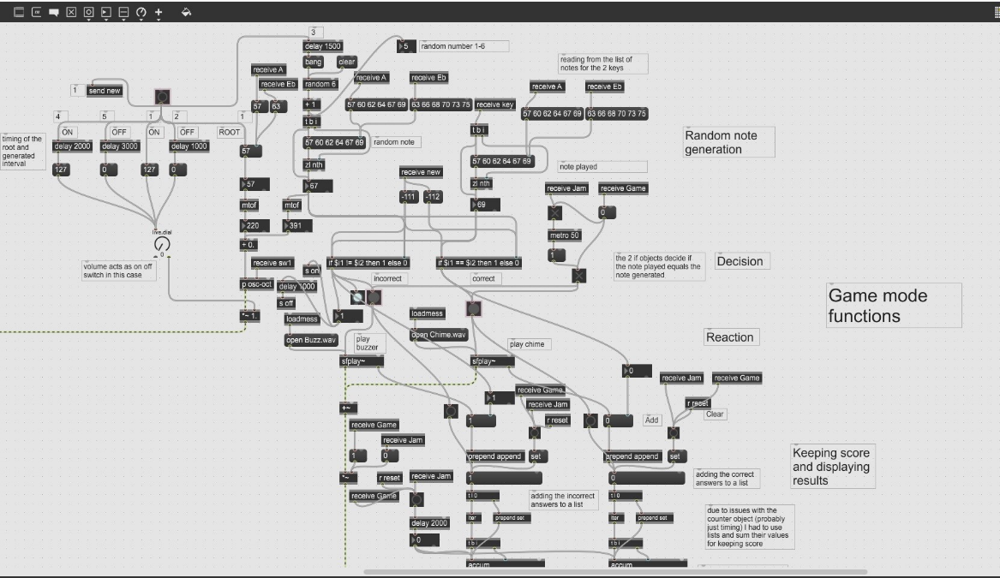 3
delay 1500
5
random number 1-6
bang
clear
receive A
receive A
receive Eb
reading from the list of
notes for the 2 keys
1
send new
receive Eb
random 6
receive A
receive Eb
57
63
+ 1
57 60 62 64 67 69
63 66 68 70 73 75
receive key
57 60 62 64 67 69
63 66 68 70 73 75
4
5
1
2
1
t b i
t b i
ON
OFF
ON
OFF
ROOT
timing of the
root and
generated
interval
delay 2000
delay 3000
delay 1000
57
57 60 62 64 67 69
random note
Random note
generation
127
0
127
0
zl nth
57 60 62 64 67 69
note played
receive new
57
67
zl nth
receive Jam
receive Game
-111
-112
mtof
mtof
69
0
live.dial
220
391
metro 50
0
+ 0.
1
the 2 if objects decide if
the note played equals the
note generated
Decision
volume acts as on off
switch in this case
receive sw1
s on
if $i1 != $i2 then 1 else 0
if $i1 == $i2 then 1 else 0
incorrect
correct
p osc-oct
delay 1000
s off
Game mode
functions
*~ 1.
loadmess
1
loadmess
open Buzz.wav
play
buzzer
open Chime.wav
play chime
Reaction
sfplay~
sfplay~
0
receive Jam
receive Game
receive Game
1
receive Jam
r reset
Clear
+~
receive Game
1
r reset
0
Add
receive Jam
1
0
prepend append
set
prepend append
set
Keeping score
and displaying
results
*~
r reset
receive Jam
1
0
adding the correct
answers to a list
receive Game
t l 0
adding the incorrect
answers to a list
t l 0
delay 2000
iter
prepend set
iter
prepend set
due to issues with the
counter object (probably
just timing) I had to use
lists and sum their values
for keeping score
0
t b i
t b i
accum
accum